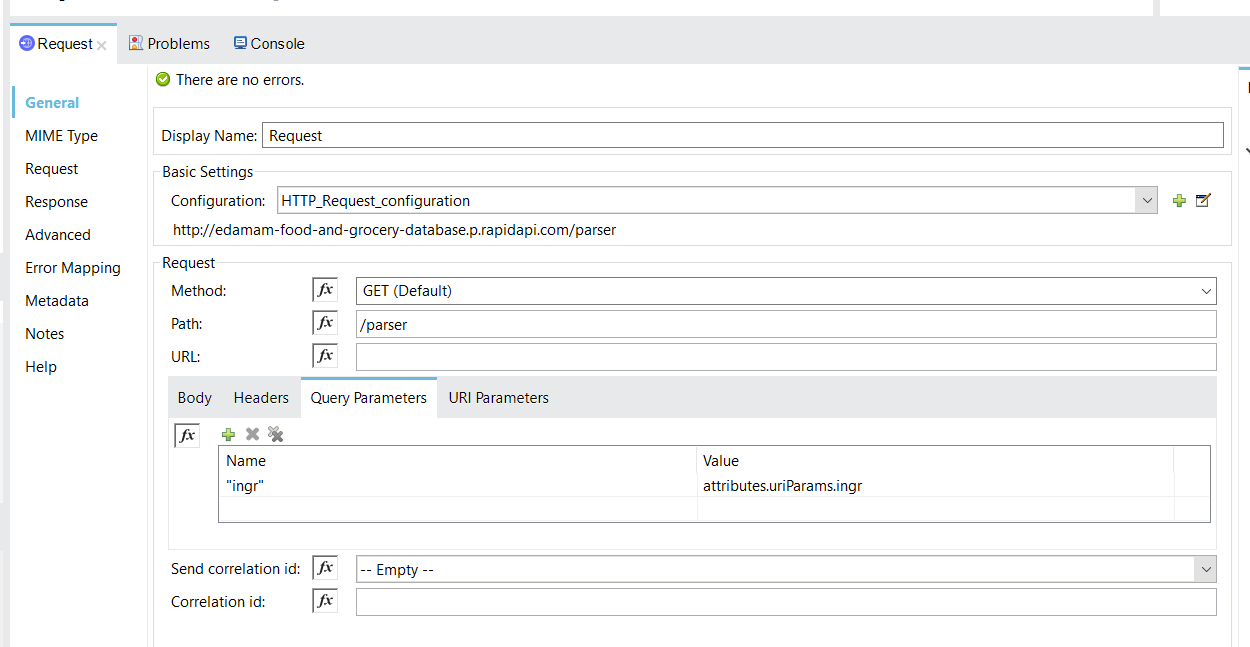 Request
Problems
Console
There are no errors.
General
MIME Type
Request
Response
Advanced
Error Mapping
Metadata
Notes
Help
Display Name: Request
Basic Settings
Configuration: HTTP_Request_configuration
http://edamam-food-and-grocery-database.p.rapidapi.com/parser
Request
Method: fx GET (Default)
Path: fx /parser
URL: fx
Body Headers Query Parameters URI Parameters
fx
Name Value
"ingr" attributes.uriParams.ingr
Send correlation id: fx -- Empty --
Correlation id: fx